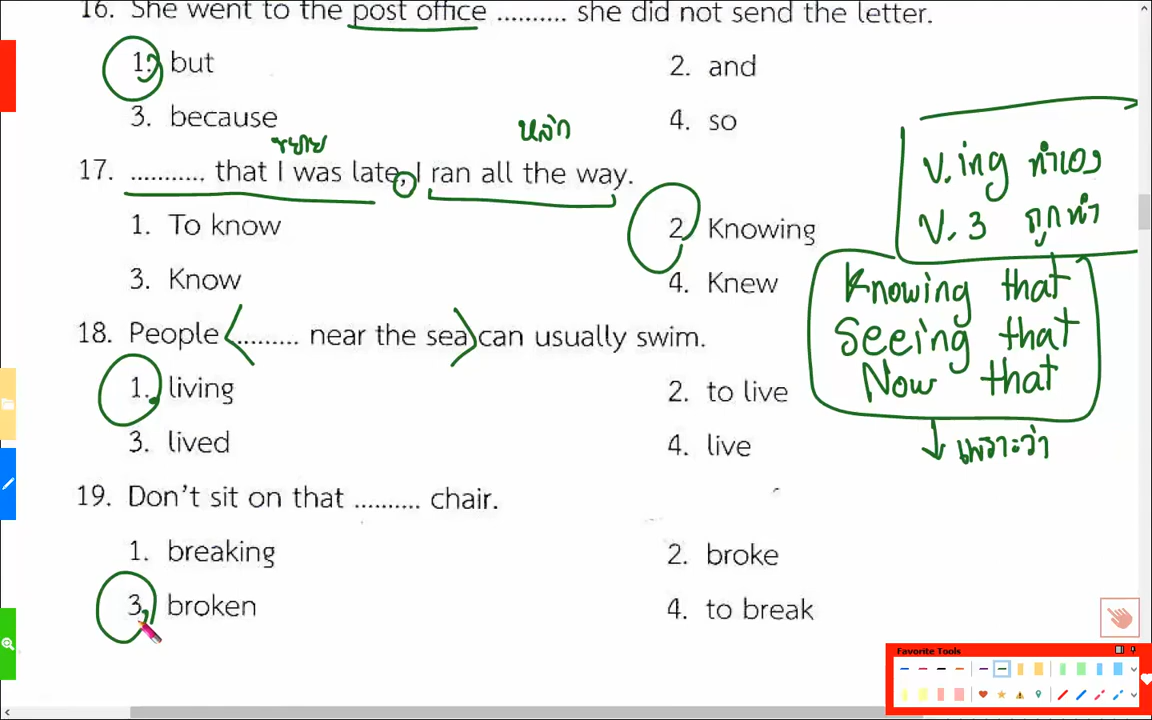 16. She went to the post office .......... she did not send the letter.
1. but
2. and
3. because
4. so
ขยาย
หลัก
17. ........... that I was late, I ran all the way.
1. To know
2. Knowing
3. Know
4. Knew
18. People ......... near the sea can usually swim.
1. living
2. to live
3. lived
4. live
19. Don't sit on that .......... chair.
1. breaking
2. broke
3. broken
4. to break
V.ing ทำเอง
V.3 ถูกทำ
Knowing that
Seeing that
Now that
เพราะว่า
Favorite Tools